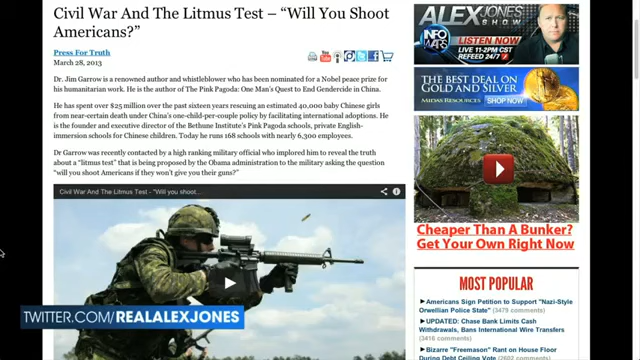 Civil War And The Litmus Test – “Will You Shoot
Americans?”
Press For Truth
March 28, 2013
Dr. Jim Garrow is a renowned author and whistleblower who has been nominated for a Nobel peace prize for
his humanitarian work. He is the author of The Pink Pagoda: One Man's Quest to End Gendercide in China.
He has spent over $25 million over the past sixteen years rescuing an estimated 40,000 baby Chinese girls
from near-certain death under China's one-child-per-couple policy by facilitating international adoptions. He
is the founder and executive director of the Bethune Institute's Pink Pagoda schools, private English-
immersion schools for Chinese children. Today he runs 168 schools with nearly 6,300 employees.
Dr Garrow was recently contacted by a high ranking military official who implored him to reveal the truth
about a “litmus test” that is being proposed by the Obama administration to the military asking the question
“will you shoot Americans if they won't give you their guns?”
Civil War And The Litmus Test - "Will you shoot...
TWITTER.COM/REALALEXJONES
ALEX JONES
SHOW
INFO
WARS
LISTEN NOW
LIVE 11-2PM CST
REFEED 24/7
THE BEST DEAL ON
GOLD AND SILVER
MIDAS RESOURCES
SHOP NOW
Cheaper Than A Bunker?
Get Your Own Right Now
MOST POPULAR
Americans Sign Petition to Support "Nazi-Style
Orwellian Police State" (3479 comments)
UPDATED: Chase Bank Limits Cash
Withdrawals, Bans International Wire Transfers
(3416 comments)
Bizarre "Freemason" Rant on House Floor
During Debt Ceiling Vote (2602 comments)